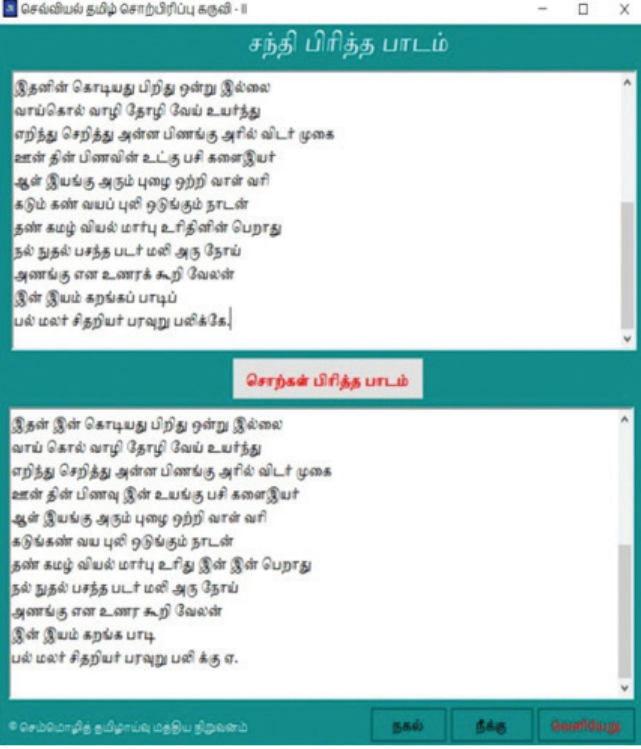 செவ்வியல் தமிழ் சொற்பிரிப்பு கருவி - II
சந்தி பிரித்த பாடம்
இதனின் கொடியது பிறிது ஒன்று இல்லை
வாய்கொல் வாழி தோழி வேய் உயர்ந்து
எறிந்து செறித்து அன்ன பிணங்கு அரில் விடர் முகை
ஊன் தின் பிணவின் உட்கு பசி களைஇயர்
ஆள் இயங்கு அரும் புழை ஒற்றி வாள் வரி
கடும் கண் வயப் புலி ஒடுங்கும் நாடன்
தண் கமழ் வியல் மார்பு உரிதினின் பெறாது
நல் நுதல் பசந்த படர் மலி அரு நோய்
அணங்கு என உணரக் கூறி வேலன்
இன் இயம் கறங்கப் பாடிப்
பல் மலர் சிதறியர் பரவுறு பலிக்கே.
சொற்கள் பிரித்த பாடம்
இதன் இன் கொடியது பிறிது ஒன்று இல்லை
வாய் கொல் வாழி தோழி வேய் உயர்ந்து
எறிந்து செறித்து அன்ன பிணங்கு அரில் விடர் முகை
ஊன் தின் பிணவு இன் உயங்கு பசி களைஇயர்
ஆள் இயங்கு அரும் புழை ஒற்றி வாள் வரி
கடுங்கண் வய புலி ஒடுங்கும் நாடன்
தண் கமழ் வியல் மார்பு உரிது இன் இன் பெறாது
நல் நுதல் பசந்த படர் மலி அரு நோய்
அணங்கு என உணர கூறி வேலன்
இன் இயம் கறங்க பாடி
பல் மலர் சிதறியர் பரவுறு பலி க்கு ஏ.
© செம்மொழித் தமிழாய்வு மத்திய நிறுவனம்
நகல்
நீக்கு
வெளியேறு